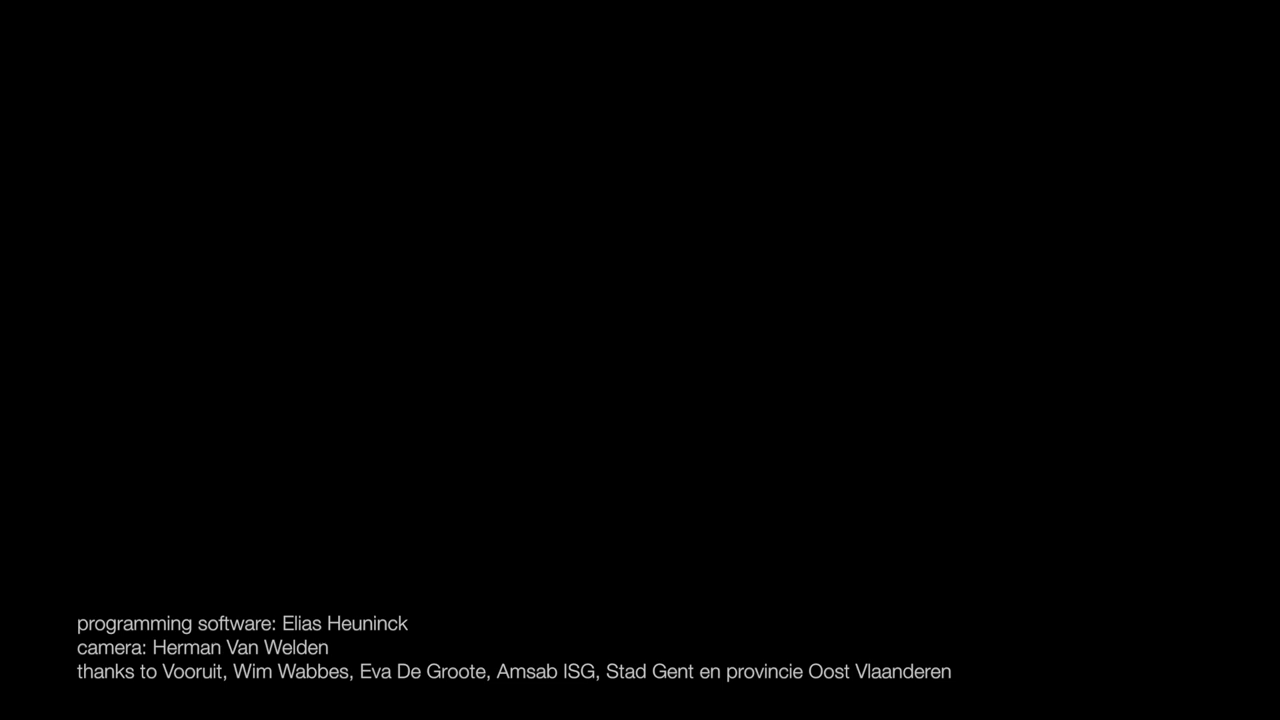 programming software: Elias Heuninck
camera: Herman Van Welden
thanks to Vooruit, Wim Wabbes, Eva De Groote, Amsab ISG, Stad Gent en provincie Oost Vlaanderen